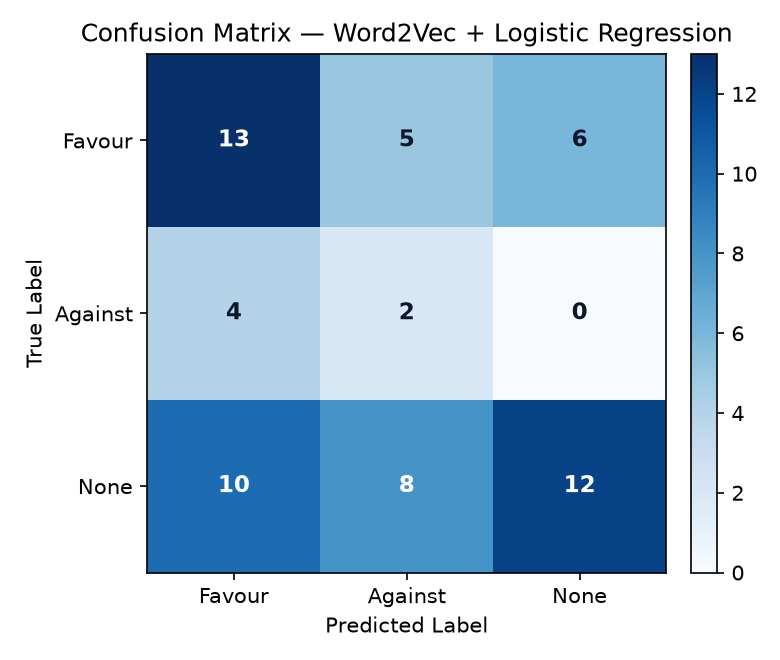 Confusion Matrix — Word2Vec + Logistic Regression
Favour 13 5 6
Against 4 2 0
None 10 8 12
Favour Against None
Predicted Label
True Label
12
10
8
6
4
2
0